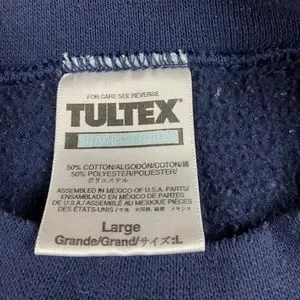 FOR CARE SEE REVERSE
TULTEX
50% COTTON/ALGODÓN/COTON/綿
50% POLYESTER/POLIESTER/
ポリエステル
ASSEMBLED IN MEXICO OF U.S.A. PARTS/
ENSAMBLADO EN MÉXICO DE PARTES DE
DE U.S.A./ ASSEMBLÉ AU MEXIQUE PIÈCES
DES ÉTATS-UNIS/
Large
Grande/Grand/サイズ:L